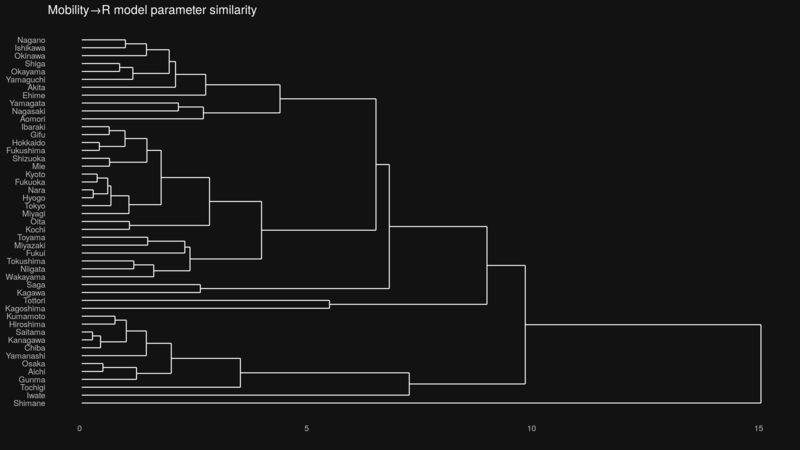 Mobility→R model parameter similarity
Nagano
Ishikawa
Okinawa
Shiga
Okayama
Yamaguchi
Akita
Ehime
Yamagata
Nagasaki
Aomori
Ibaraki
Gifu
Hokkaido
Fukushima
Shizuoka
Mie
Kyoto
Fukuoka
Nara
Hyogo
Tokyo
Miyagi
Oita
Kochi
Toyama
Miyazaki
Fukui
Tokushima
Niigata
Wakayama
Saga
Kagawa
Tottori
Kagoshima
Kumamoto
Hiroshima
Saitama
Kanagawa
Chiba
Yamanashi
Osaka
Aichi
Gunma
Tochigi
Iwate
Shimane
0 5 10 15